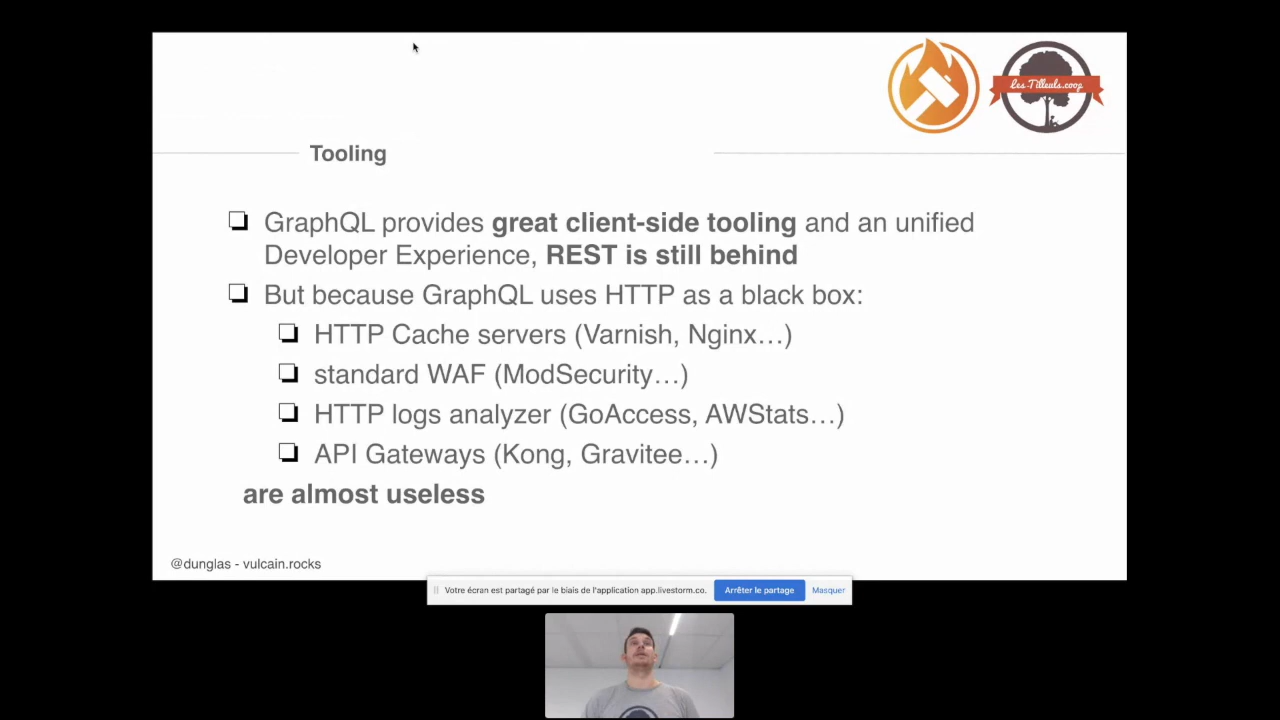 Les-Tilleuls.coop
Tooling
GraphQL provides great client-side tooling and an unified
Developer Experience, REST is still behind
But because GraphQL uses HTTP as a black box:
HTTP Cache servers (Varnish, Nginx…)
standard WAF (ModSecurity…)
HTTP logs analyzer (GoAccess, AWStats…)
API Gateways (Kong, Gravitee…)
are almost useless
@dunglas - vulcain.rocks
Votre écran est partagé par le biais de l'application app.livestorm.co.
Arrêter le partage
Masquer